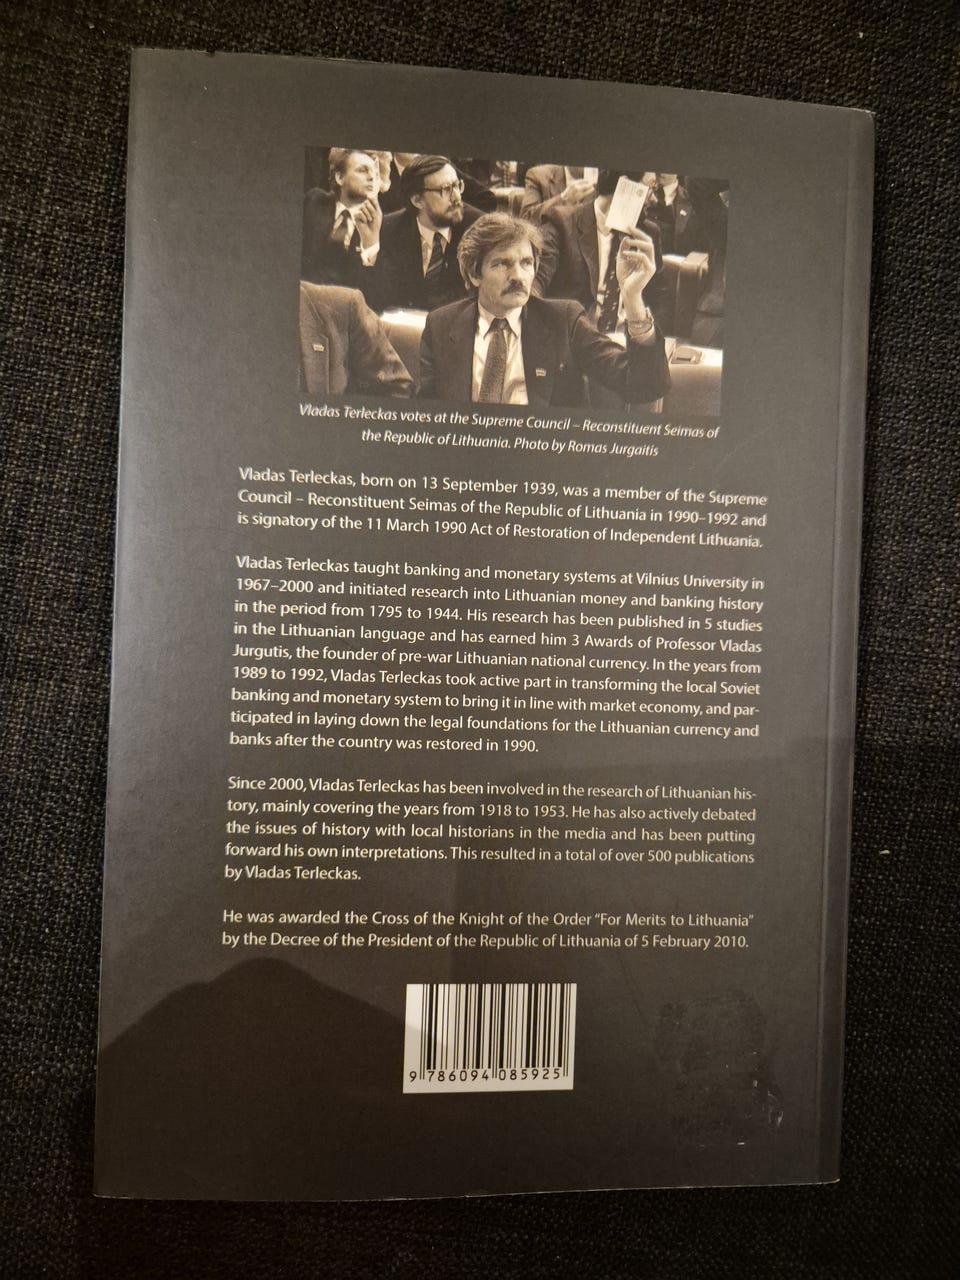 Vladas Terleckas votes at the Supreme Council – Reconstituent Seimas of
the Republic of Lithuania. Photo by Romas Jurgaitis
Vladas Terleckas, born on 13 September 1939, was a member of the Supreme
Council – Reconstituent Seimas of the Republic of Lithuania in 1990–1992 and
is signatory of the 11 March 1990 Act of Restoration of Independent Lithuania.
Vladas Terleckas taught banking and monetary systems at Vilnius University in
1967–2000 and initiated research into Lithuanian money and banking history
in the period from 1795 to 1944. His research has been published in 5 studies
in the Lithuanian language and has earned him 3 Awards of Professor Vladas
Jurgutis, the founder of pre-war Lithuanian national currency. In the years from
1989 to 1992, Vladas Terleckas took active part in transforming the local Soviet
banking and monetary system to bring it in line with market economy, and par-
ticipated in laying down the legal foundations for the Lithuanian currency and
banks after the country was restored in 1990.
Since 2000, Vladas Terleckas has been involved in the research of Lithuanian his-
tory, mainly covering the years from 1918 to 1953. He has also actively debated
the issues of history with local historians in the media and has been putting
forward his own interpretations. This resulted in a total of over 500 publications
by Vladas Terleckas.
He was awarded the Cross of the Knight of the Order “For Merits to Lithuania”
by the Decree of the President of the Republic of Lithuania of 5 February 2010.
9 786094 085925